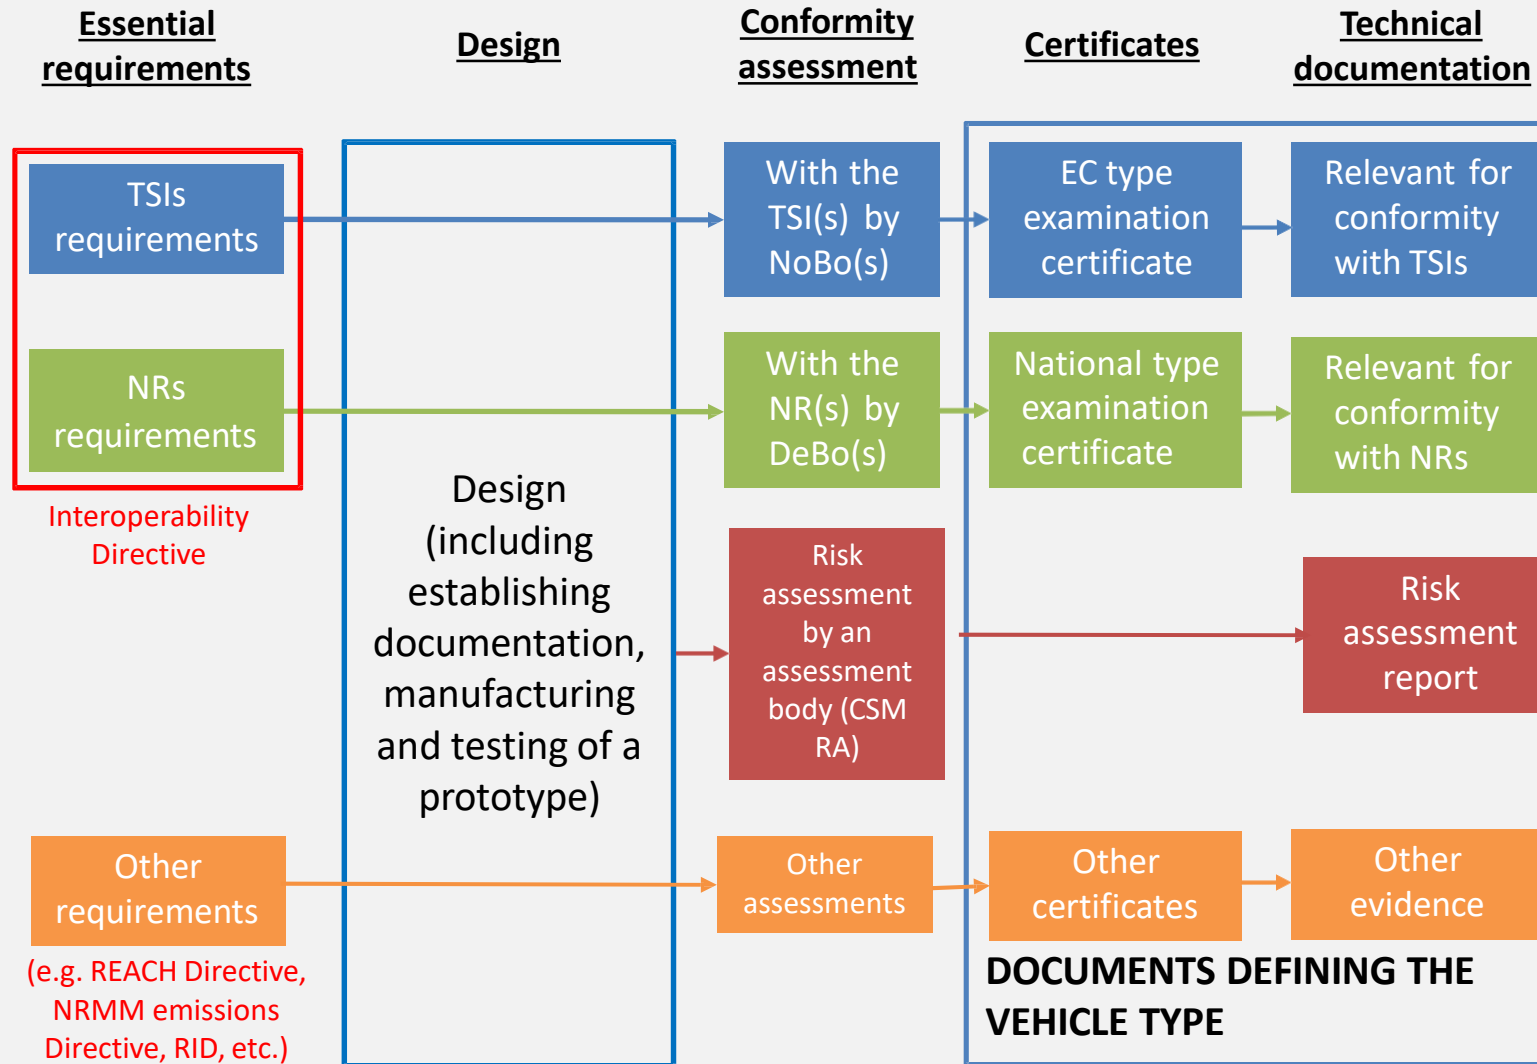 Essential
requirements
Design
Conformity
assessment
Certificates
Technical
documentation
TSIs
requirements
With the
TSI(s) by
NoBo(s)
EC type
examination
certificate
Relevant for
conformity
with TSIs
NRs
requirements
With the
NR(s) by
DeBo(s)
National type
examination
certificate
Relevant for
conformity
with NRs
Interoperability
Directive
Design
(including
establishing
documentation,
manufacturing
and testing of a
prototype)
Risk
assessment
by an
assessment
body (CSM
RA)
Risk
assessment
report
Other
requirements
Other
assessments
Other
certificates
Other
evidence
(e.g. REACH Directive,
NRMM emissions
Directive, RID, etc.)
DOCUMENTS DEFINING THE
VEHICLE TYPE